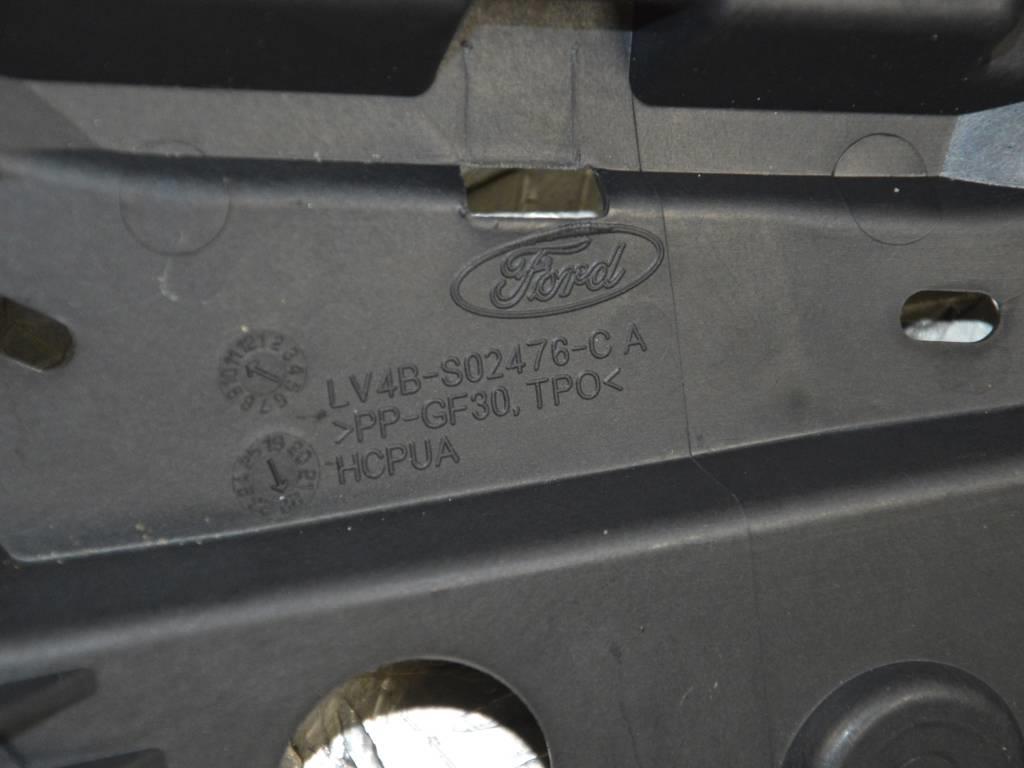 Ford
LV4B-S02476-C A
>PP-GF30, TPO<
HCPUA